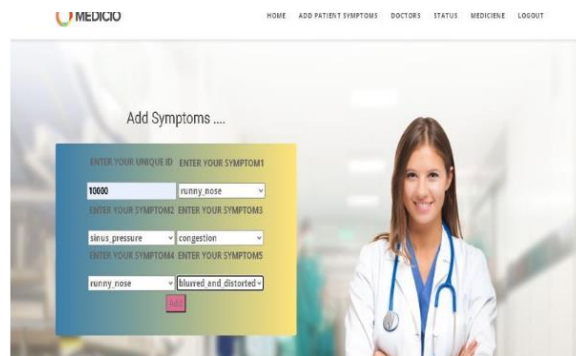 MEDICIO HOME ADD PATIENT SYMPTOMS DOCTORS STATUS MEDICIENE LOGOUT
Add Symptoms ....
ENTER YOUR UNIQUE ID ENTER YOUR SYMPTOM1
10000 runny_nose
ENTER YOUR SYMPTOM2 ENTER YOUR SYMPTOM3
sinus_pressure congestion
ENTER YOUR SYMPTOM4 ENTER YOUR SYMPTOM5
runny_nose blurred_and_distorted
Add